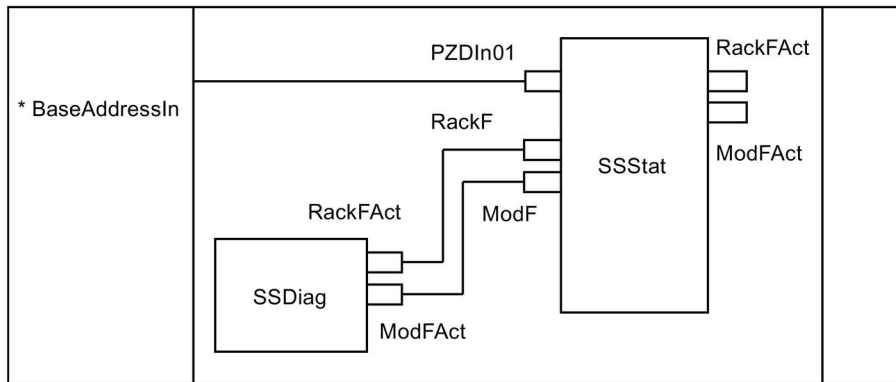 PZDIn01
RackFAct
* BaseAddressIn
RackF
ModFAct
SSStat
RackFAct
ModF
SSDiag
ModFAct